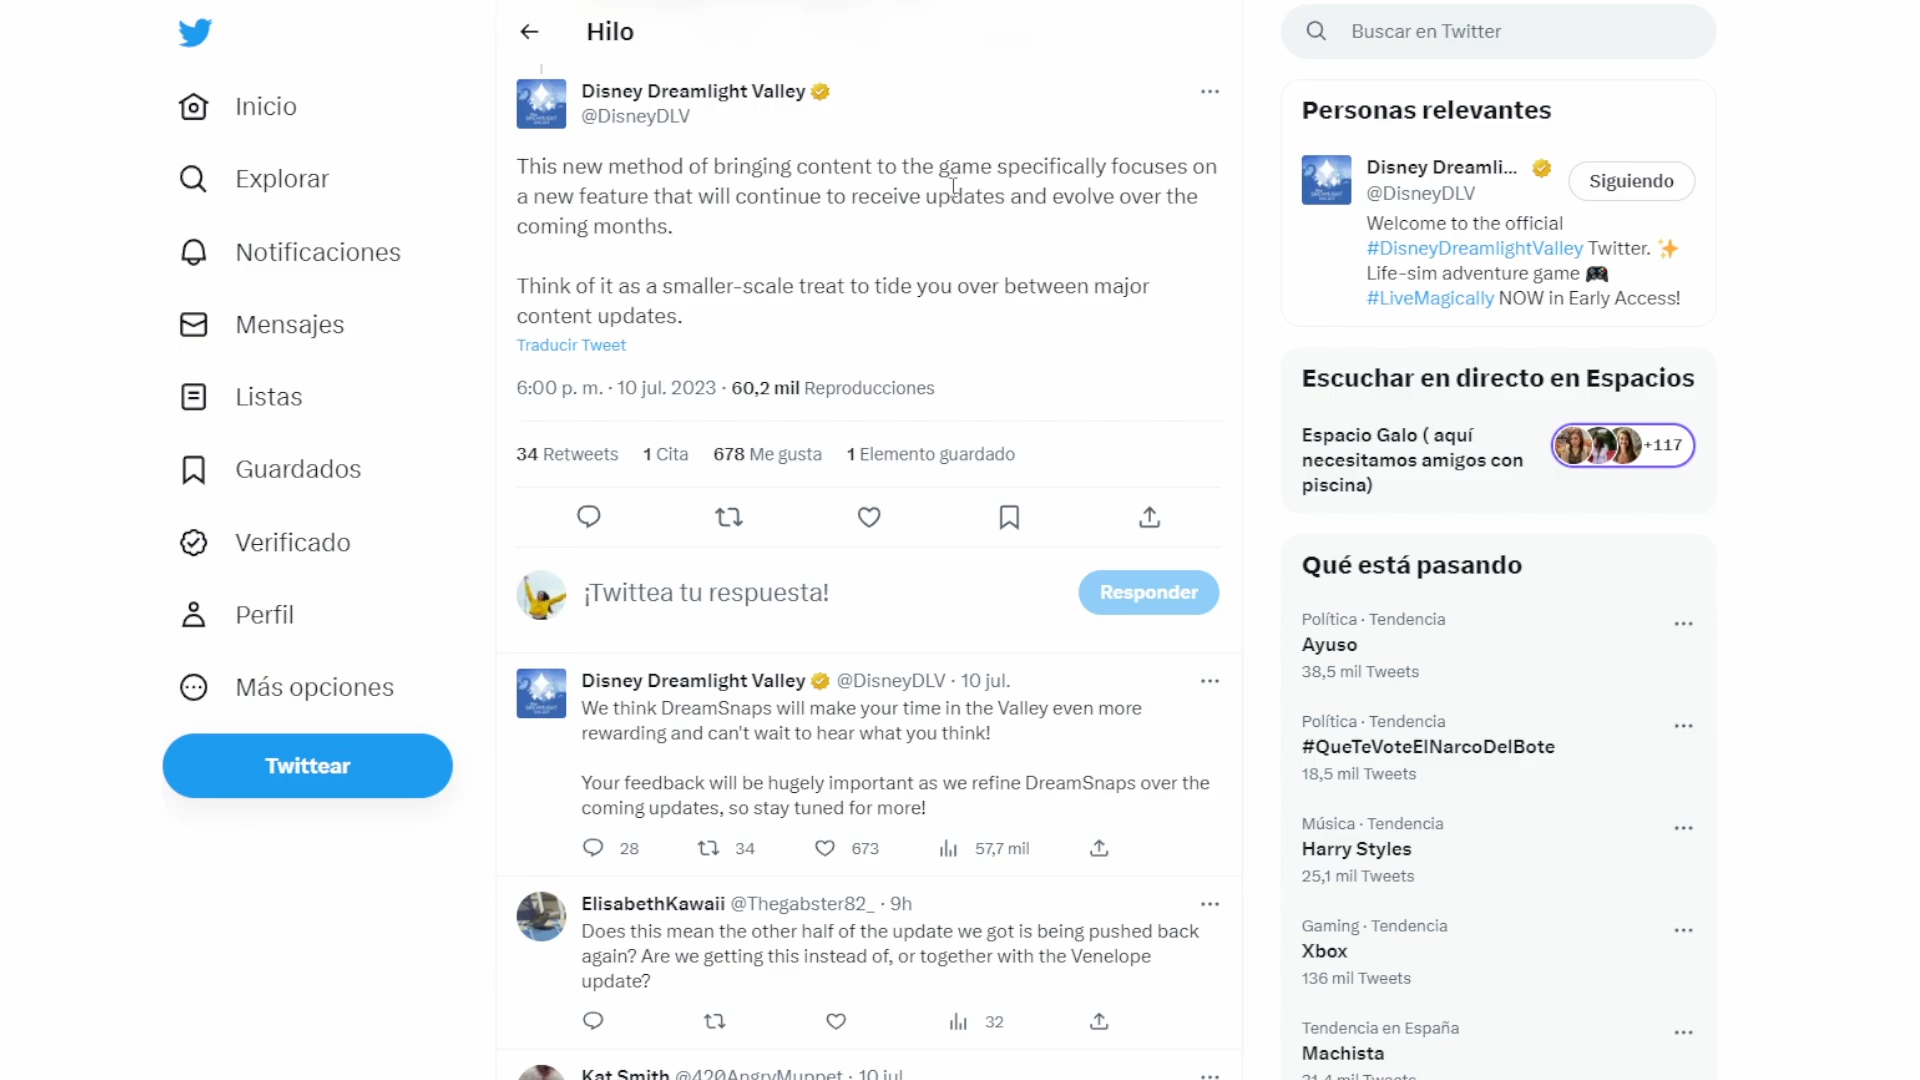 Inicio
Explorar
Notificaciones
Mensajes
Listas
Guardados
Verificado
Perfil
Más opciones
Twittear
Hilo
Disney Dreamlight Valley
@DisneyDLV
This new method of bringing content to the game specifically focuses on
a new feature that will continue to receive updates and evolve over the
coming months.
Think of it as a smaller-scale treat to tide you over between major
content updates.
Traducir Tweet
6:00 p. m. · 10 jul. 2023 · 60,2 mil Reproducciones
34 Retweets 1 Cita 678 Me gusta 1 Elemento guardado
¡Twittea tu respuesta!
Responder
Disney Dreamlight Valley @DisneyDLV · 10 jul.
We think DreamSnaps will make your time in the Valley even more
rewarding and can't wait to hear what you think!
Your feedback will be hugely important as we refine DreamSnaps over the
coming updates, so stay tuned for more!
28 34 673 57,7 mil
ElisabethKawaii @Thegabster82_ · 9h
Does this mean the other half of the update we got is being pushed back
again? Are we getting this instead of, or together with the Venelope
update?
32
Kat Smith @420AngryMuppet · 10 jul.
Buscar en Twitter
Personas relevantes
Disney Dreamli...
@DisneyDLV
Siguiendo
Welcome to the official
#DisneyDreamlightValley Twitter. ✨
Life-sim adventure game 🎮
#LiveMagically NOW in Early Access!
Escuchar en directo en Espacios
Espacio Galo ( aquí
necesitamos amigos con
piscina)
+117
Qué está pasando
Política · Tendencia
Ayuso
38,5 mil Tweets
Política · Tendencia
#QueTeVoteElNarcoDelBote
18,5 mil Tweets
Música · Tendencia
Harry Styles
25,1 mil Tweets
Gaming · Tendencia
Xbox
136 mil Tweets
Tendencia en España
Machista
31,4 mil Tweets